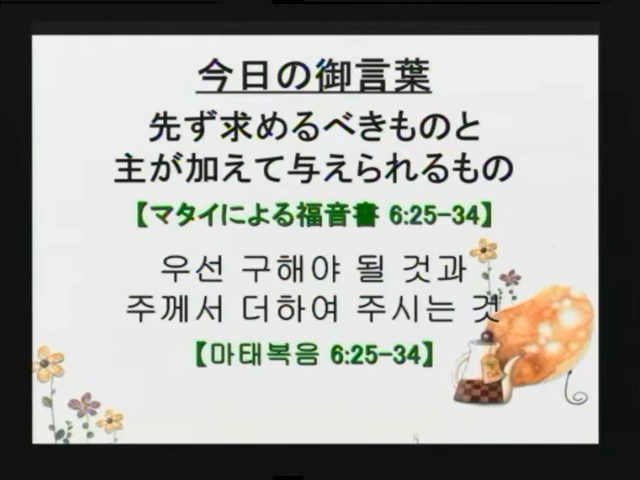 今日の御言葉
先ず求めるべきものと
主が加えて与えられるもの
【マタイによる福音書 6:25-34】
우선 구해야 될 것과
주께서 더하여 주시는 것
【마태복음 6:25-34】